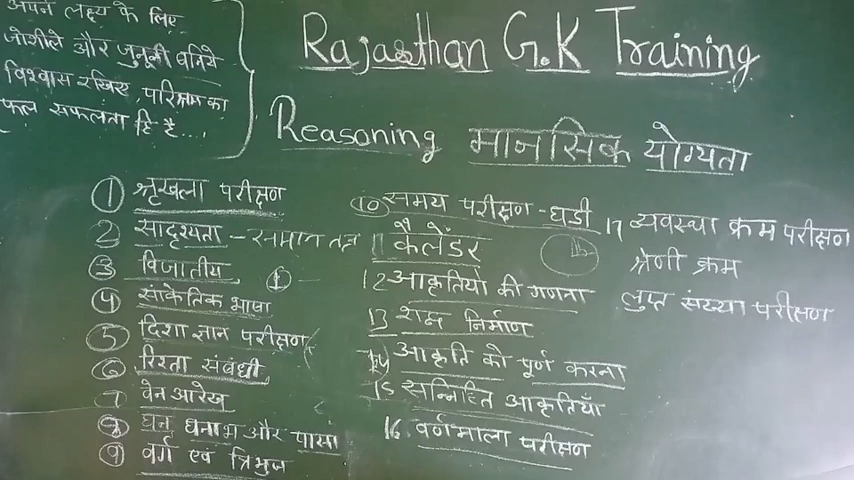 अपने लक्ष्य के लिए
जोशीले और जुनूनी बनिये
विश्वास रखिए, परिश्रम का
फल सफलता हि है....
Rajasthan G.K Training
Reasoning मानसिक योग्यता
1 श्रृखला परीक्षण
2 सादृश्यता - समान तत्व
3 विजातीय
4 सांकेतिक भाषा
5 दिशा ज्ञान परीक्षण
6 रिश्ता संबंधी
7 वेन आरेख
8 घन घनाभ और पासा
9 वर्ग एवं त्रिभुज
10 समय परीक्षण - घडी
11 कैलेंडर
12 आकृतियो की गणना
13 शब्द निर्माण
14 आकृति को पूर्ण करना
15 सन्निहित आकृतियाँ
16 वर्णमाला परीक्षण
17 व्यवस्था क्रम परीक्षण
श्रेणी क्रम
लुप्त संख्या परीक्षण